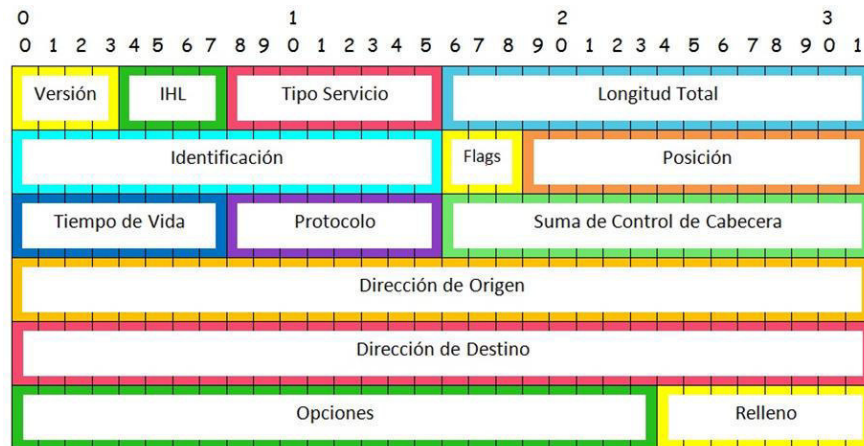 0 1 2 3
0 1 2 3 4 5 6 7 8 9 0 1 2 3 4 5 6 7 8 9 0 1 2 3 4 5 6 7 8 9 0 1
Versión IHL Tipo Servicio Longitud Total
Identificación Flags Posición
Tiempo de Vida Protocolo Suma de Control de Cabecera
Dirección de Origen
Dirección de Destino
Opciones Relleno